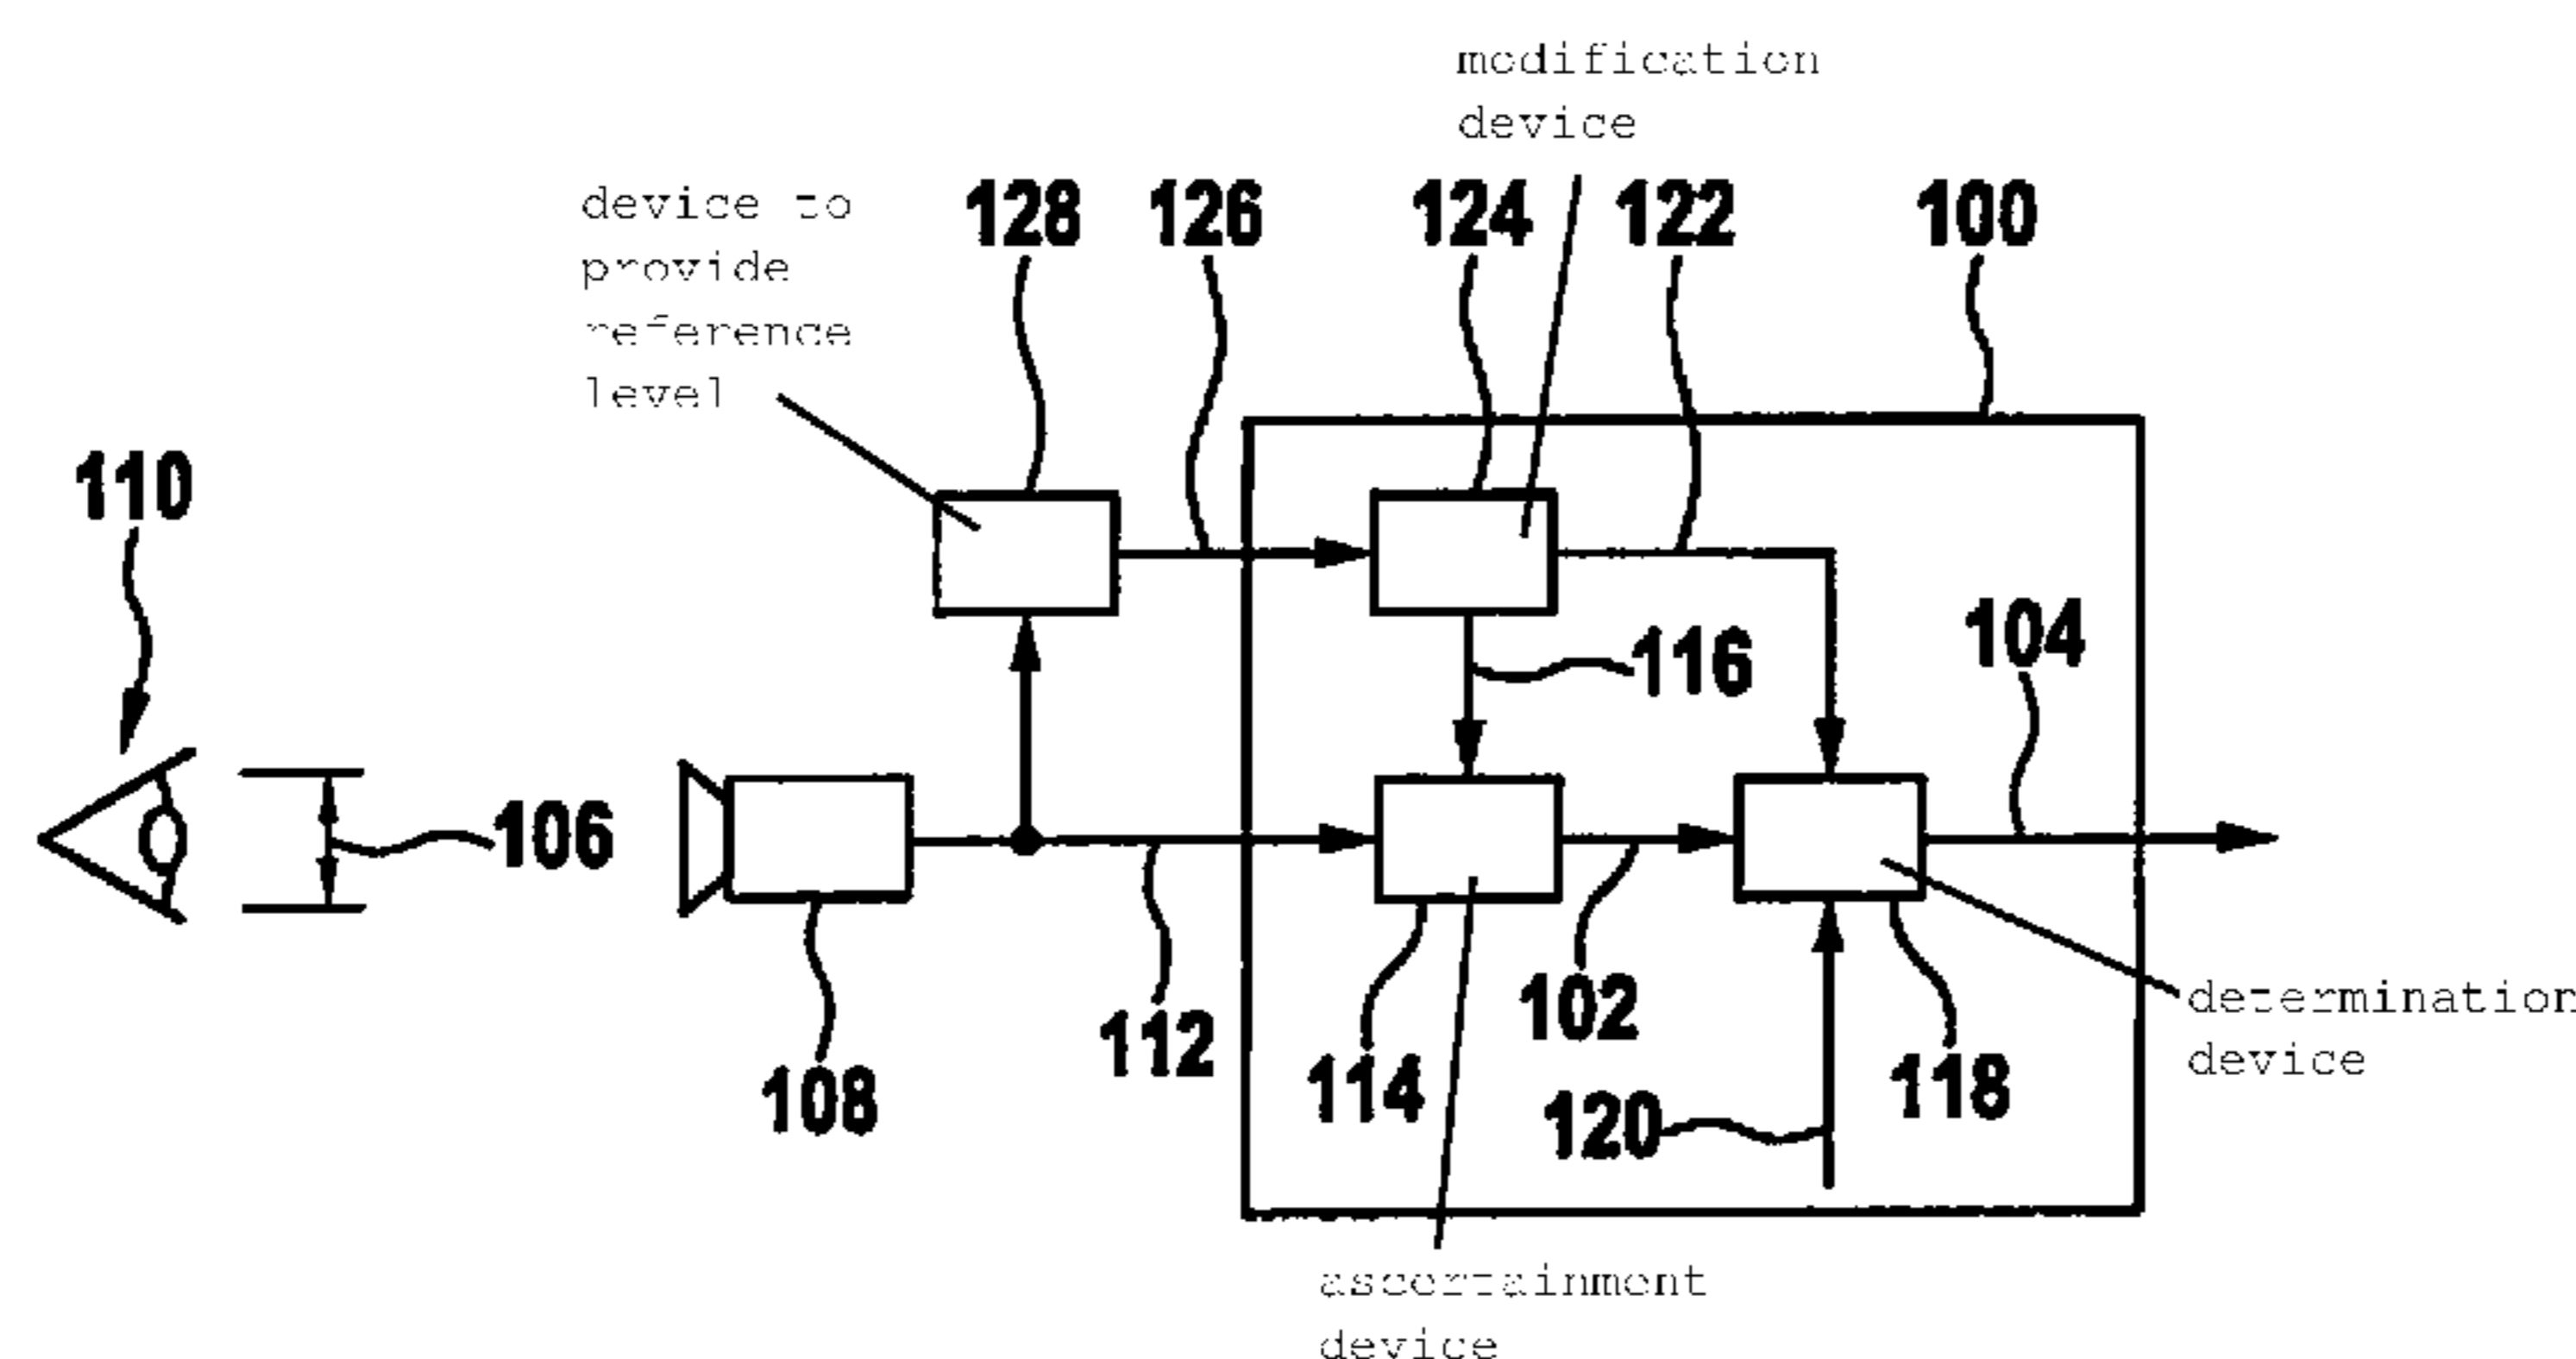 modification
device
device to
provide
reference
level
128
126
124
122
100
110
116
104
106
102
112
114
108
120
118
determination
device
ascertainment
device